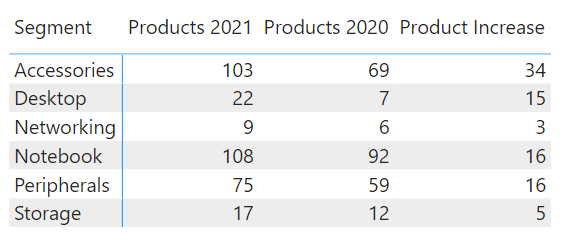 Segment Products 2021 Products 2020 Product Increase
Accessories 103 69 34
Desktop 22 7 15
Networking 9 6 3
Notebook 108 92 16
Peripherals 75 59 16
Storage 17 12 5